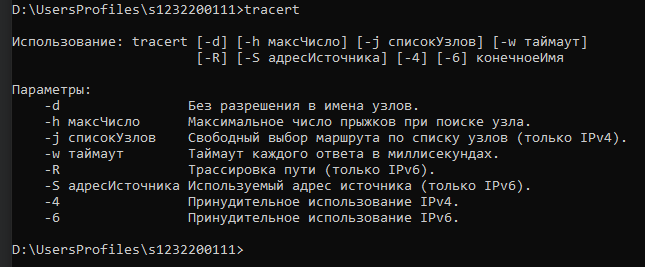 D:\UsersProfiles\s1232200111>tracert
Использование: tracert [-d] [-h максЧисло] [-j списокУзлов] [-w таймаут]
[-R] [-S адресИсточника] [-4] [-6] конечноеИмя
Параметры:
-d Без разрешения в имена узлов.
-h максЧисло Максимальное число прыжков при поиске узла.
-j списокУзлов Свободный выбор маршрута по списку узлов (только IPv4).
-w таймаут Таймаут каждого ответа в миллисекундах.
-R Трассировка пути (только IPv6).
-S адресИсточника Используемый адрес источника (только IPv6).
-4 Принудительное использование IPv4.
-6 Принудительное использование IPv6.
D:\UsersProfiles\s1232200111>